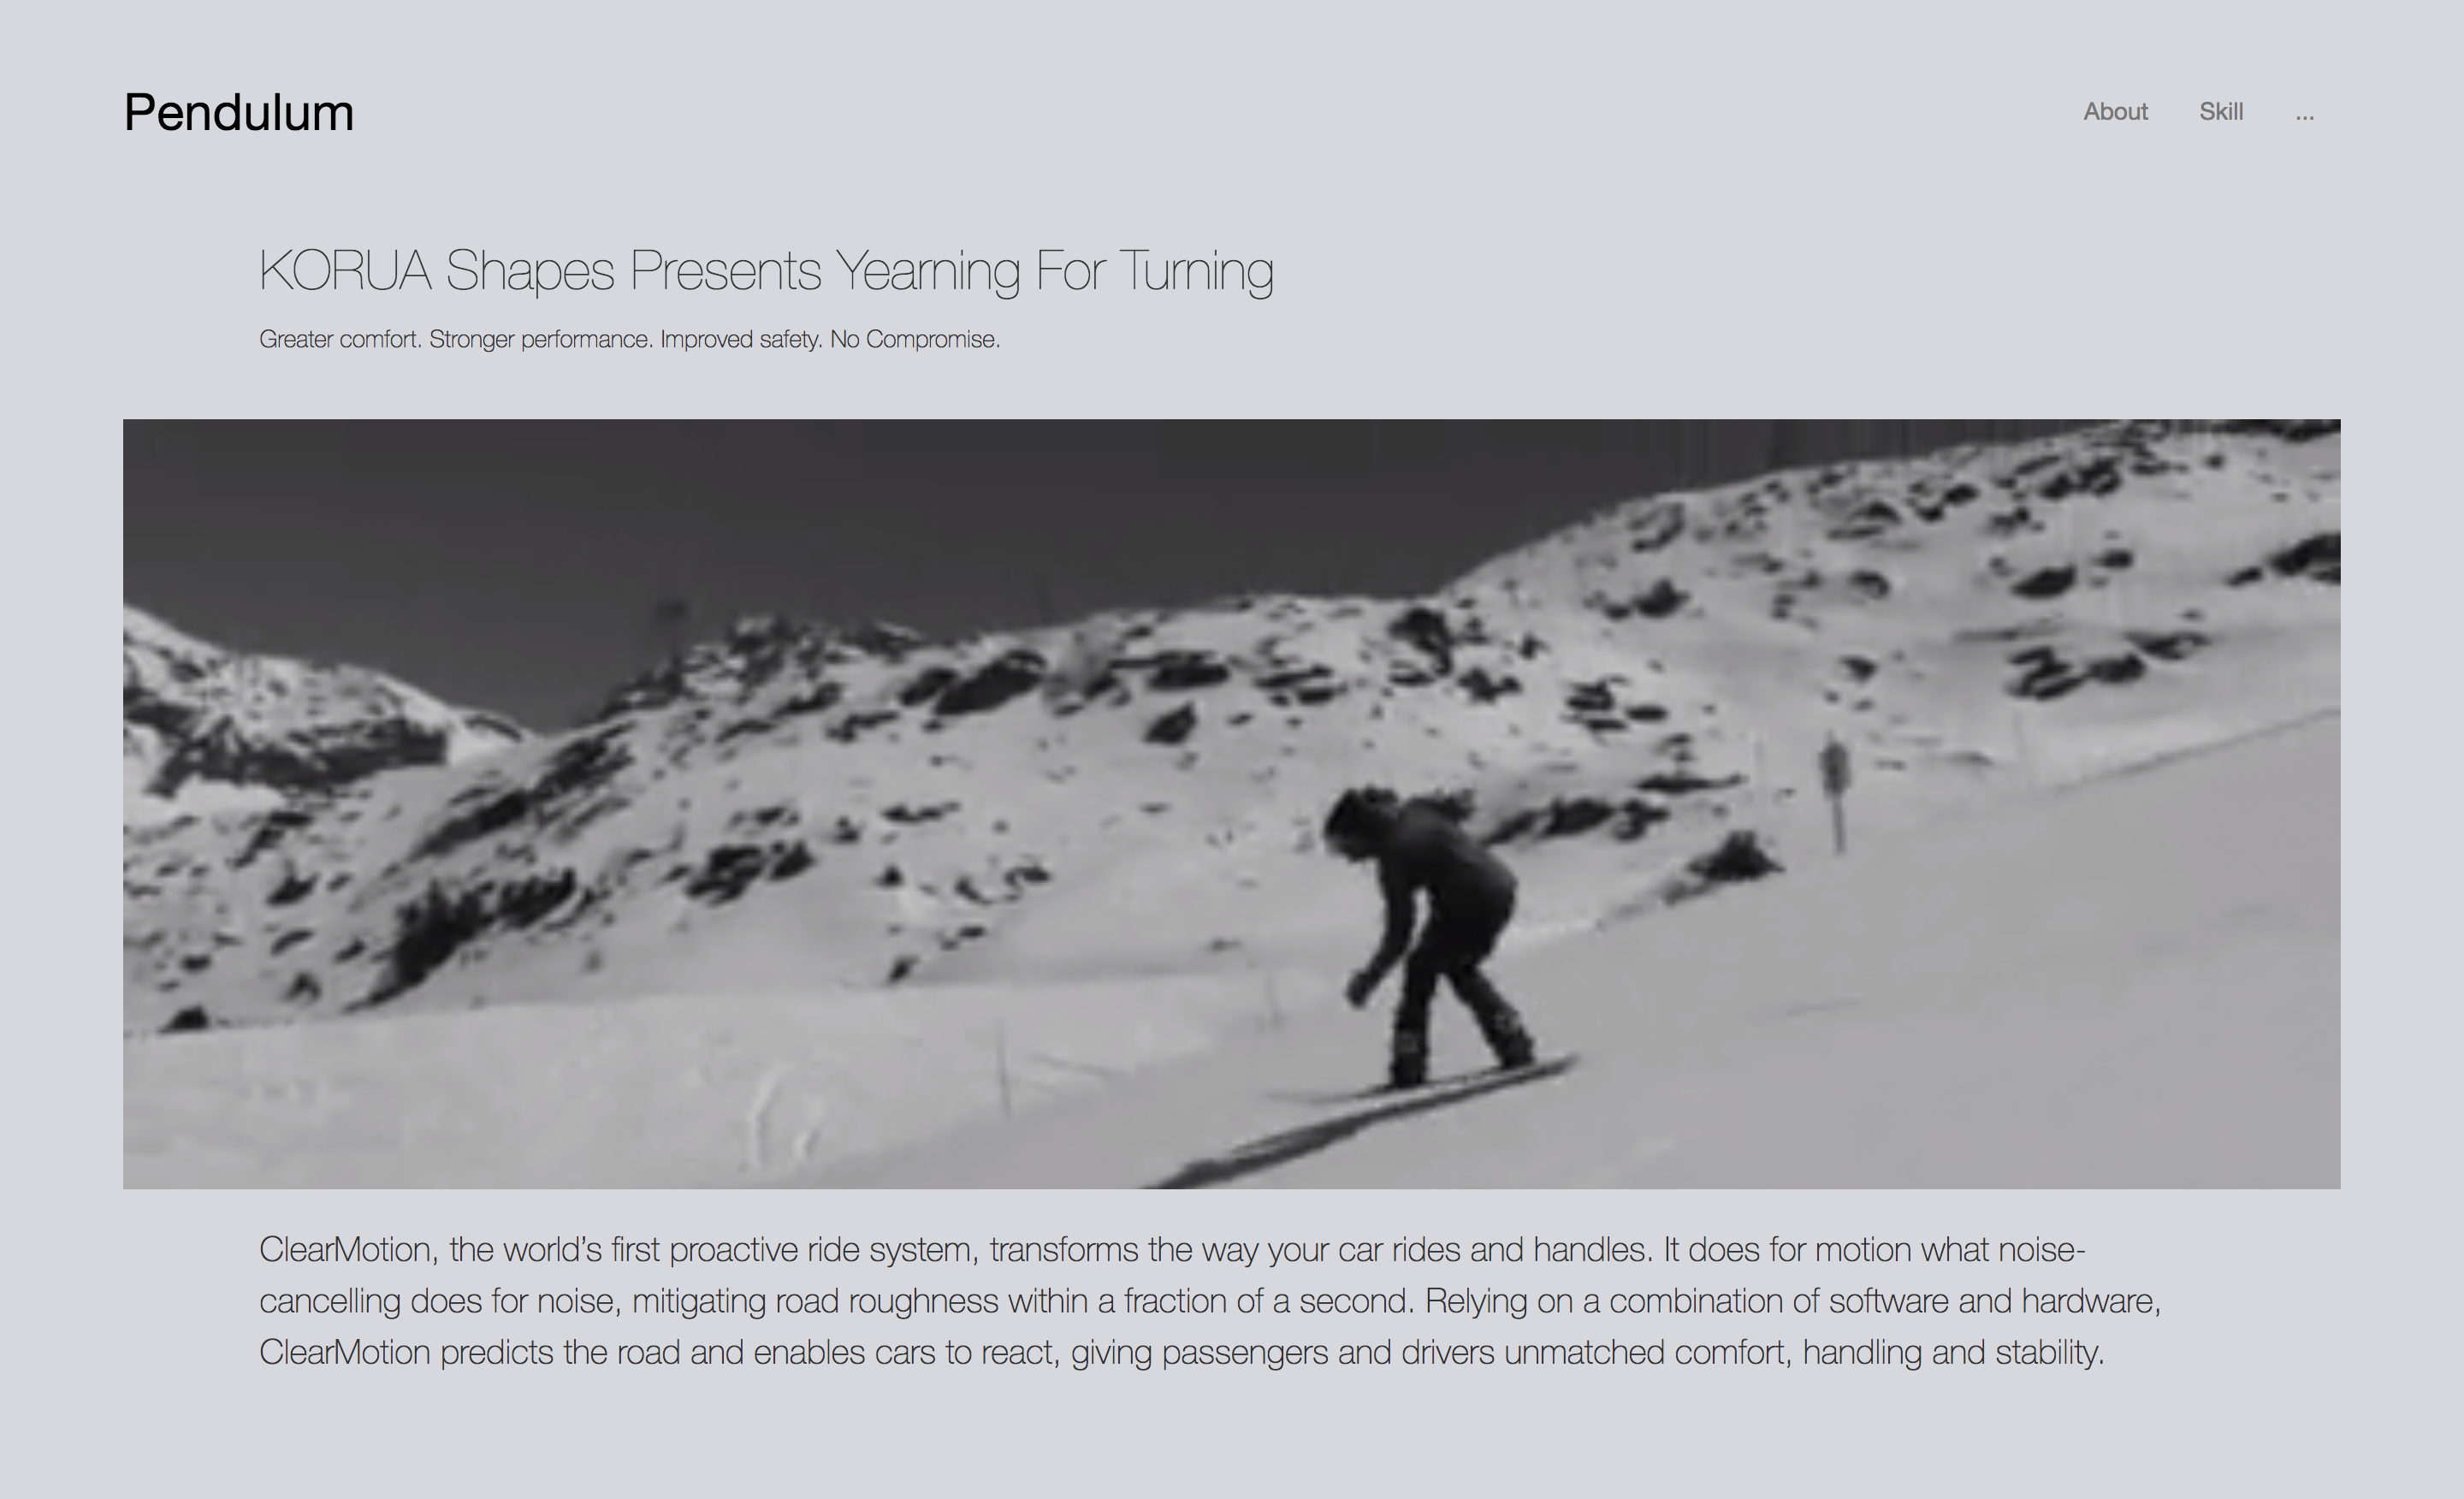 Pendulum
About Skill ...
KORUA Shapes Presents Yearning For Turning
Greater comfort. Stronger performance. Improved safety. No Compromise.
ClearMotion, the world’s first proactive ride system, transforms the way your car rides and handles. It does for motion what noise-
cancelling does for noise, mitigating road roughness within a fraction of a second. Relying on a combination of software and hardware,
ClearMotion predicts the road and enables cars to react, giving passengers and drivers unmatched comfort, handling and stability.